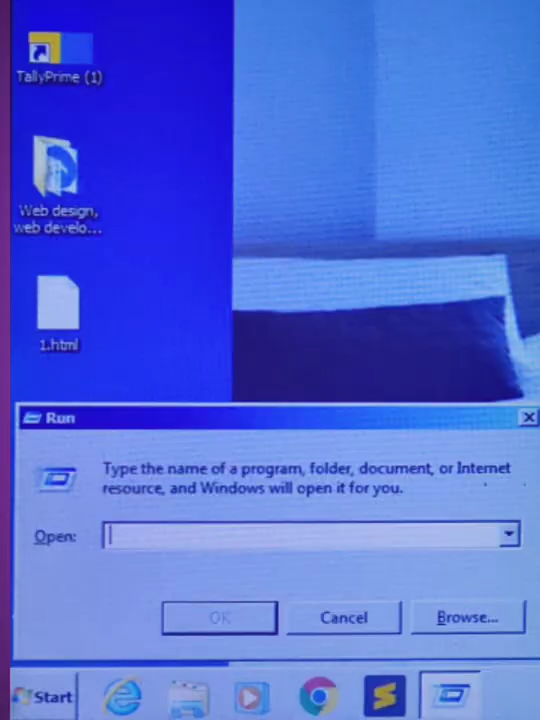 TallyPrime (1)
Web design,
web develo...
1.html
Run
Type the name of a program, folder, document, or Internet
resource, and Windows will open it for you.
Open:
OK
Cancel
Browse...
Start